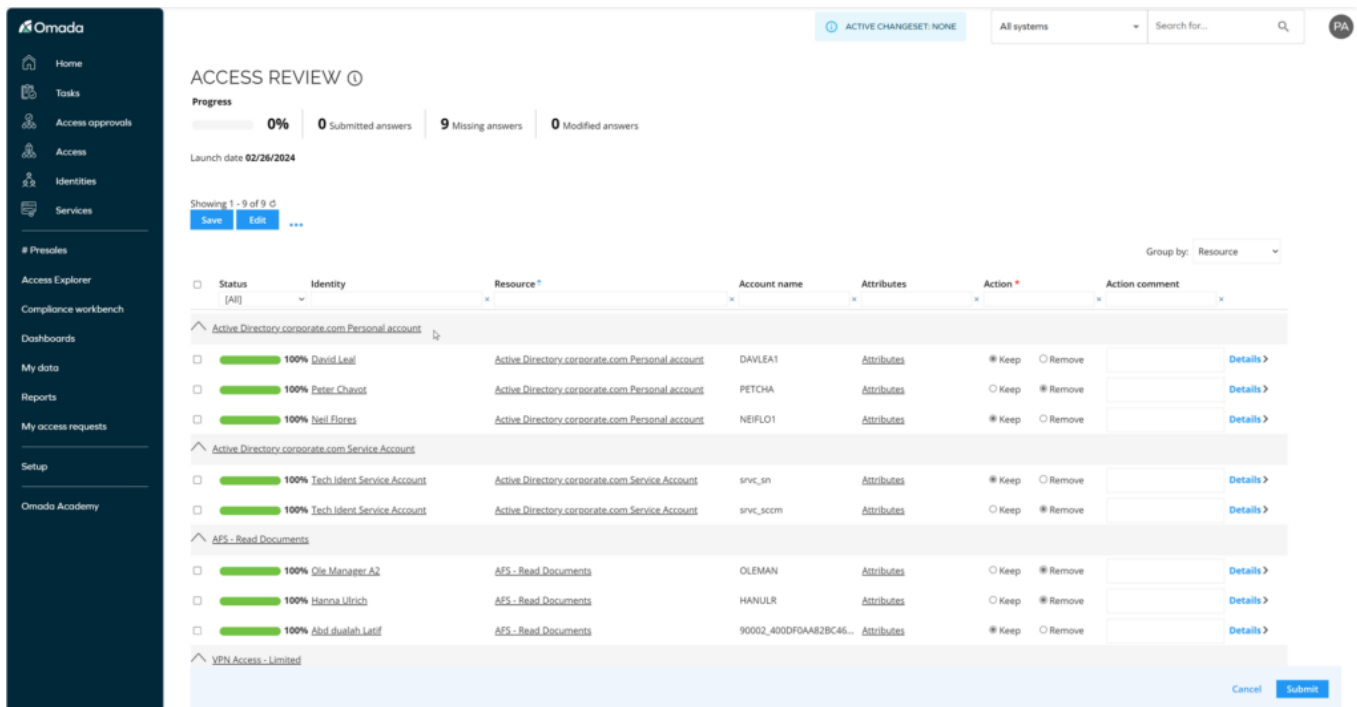 Omada
ACTIVE CHANGESET: NONE
All systems
Search for...
PA
Home
Tasks
Access approvals
Access
Identities
Services
# Presales
Access Explorer
Compliance workbench
Dashboards
My data
Reports
My access requests
Setup
Omada Academy
ACCESS REVIEW
Progress
0% 0 Submitted answers 9 Missing answers 0 Modified answers
Launch date 02/26/2024
Showing 1 - 9 of 9
Save Edit ...
Group by: Resource
Status Identity Resource Account name Attributes Action * Action comment
[All] × × × × × ×
Active Directory corporate.com Personal account
100% David Leal Active Directory corporate.com Personal account DAVLEA1 Attributes Keep Remove Details >
100% Peter Chavot Active Directory corporate.com Personal account PETCHA Attributes Keep Remove Details >
100% Neil Flores Active Directory corporate.com Personal account NEIFLO1 Attributes Keep Remove Details >
Active Directory corporate.com Service Account
100% Tech Ident Service Account Active Directory corporate.com Service Account srvc_sn Attributes Keep Remove Details >
100% Tech Ident Service Account Active Directory corporate.com Service Account srvc_sccm Attributes Keep Remove Details >
AFS - Read Documents
100% Ole Manager A2 AFS - Read Documents OLEMAN Attributes Keep Remove Details >
100% Hanna Ulrich AFS - Read Documents HANULR Attributes Keep Remove Details >
100% Abd dualah Latif AFS - Read Documents 90002_400DF0AA82BC46... Attributes Keep Remove Details >
VPN Access - Limited
Cancel Submit